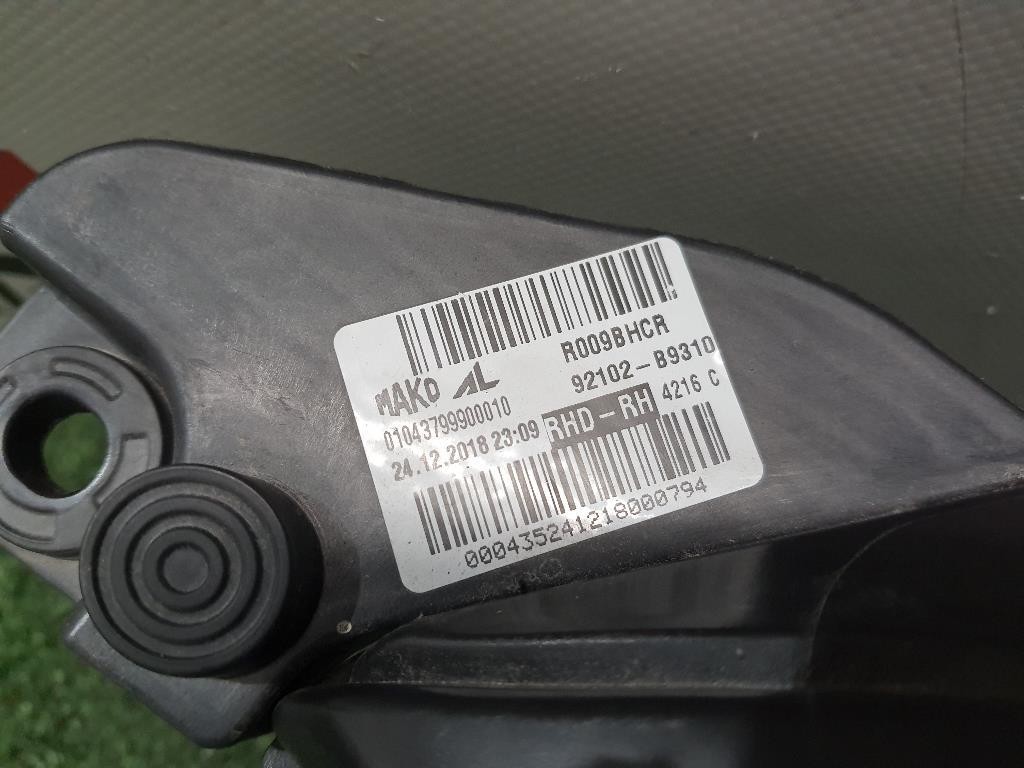 R009BHCR
MAKO AL
92102-B9310
01043799900010
RHD-RH
4216 C
24.12.2018 23:09
000435241218000794